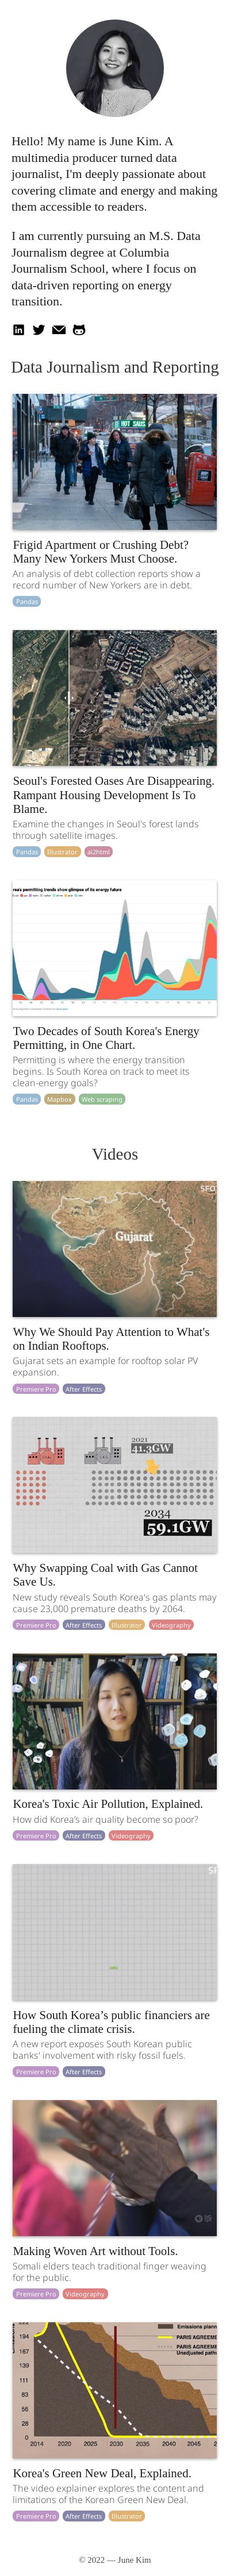 Hello! My name is June Kim. A
multimedia producer turned data
journalist, I'm deeply passionate about
covering climate and energy and making
them accessible to readers.
I am currently pursuing an M.S. Data
Journalism degree at Columbia
Journalism School, where I focus on
data-driven reporting on energy
transition.
in
Data Journalism and Reporting
HOT SUDS
Frigid Apartment or Crushing Debt?
Many New Yorkers Must Choose.
An analysis of debt collection reports show a
record number of New Yorkers are in debt.
Pandas
Seoul's Forested Oases Are Disappearing.
Rampant Housing Development Is To
Blame.
Examine the changes in Seoul's forest lands
through satellite images.
Pandas Illustrator ai2html
rea's permitting trends show glimpse of its energy future
Two Decades of South Korea's Energy
Permitting, in One Chart.
Permitting is where the energy transition
begins. Is South Korea on track to meet its
clean-energy goals?
Pandas Mapbox Web scraping
Videos
SFO
Gujarat
Why We Should Pay Attention to What's
on Indian Rooftops.
Gujarat sets an example for rooftop solar PV
expansion.
Premiere Pro After Effects
2021
41.3GW
2034
59.1GW
Why Swapping Coal with Gas Cannot
Save Us.
New study reveals South Korea's gas plants may
cause 23,000 premature deaths by 2064.
Premiere Pro After Effects Illustrator Videography
Korea's Toxic Air Pollution, Explained.
How did Korea's air quality become so poor?
Premiere Pro After Effects Videography
How South Korea’s public financiers are
fueling the climate crisis.
A new report exposes South Korean public
banks' involvement with risky fossil fuels.
Premiere Pro After Effects
Making Woven Art without Tools.
Somali elders teach traditional finger weaving
for the public.
Premiere Pro Videography
222
194
167
139
111
83
56
28
0
2014 2020 2025 2030 2035 2040 2045
Emissions plann
PARIS AGREEME
PARIS AGREEME
Unadjusted path
Korea's Green New Deal, Explained.
The video explainer explores the content and
limitations of the Korean Green New Deal.
Premiere Pro After Effects Illustrator
© 2022 — June Kim